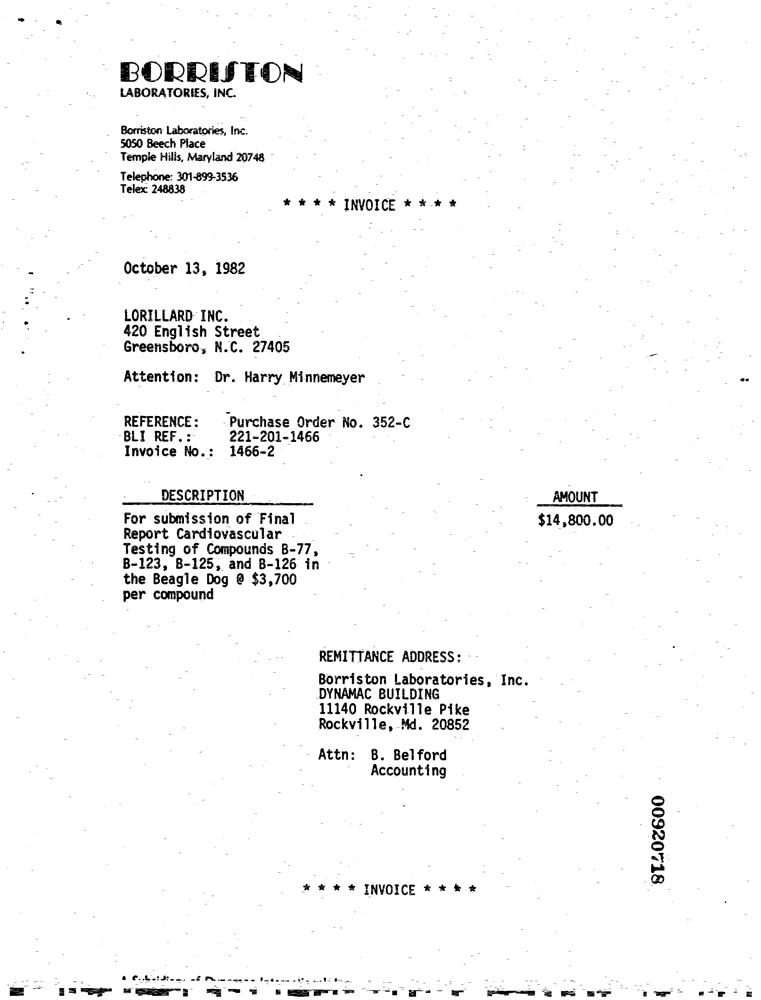 BORRISTON
LABORATORIES, INC.
Borriston Laboratories, Inc.
5050 Beech Place
Temple Hills, Maryland 20748
Telephone: 301-899-3536
Telex: 248838
* * * * INVOICE * * * *
October 13, 1982
LORILLARD INC.
420 English Street
Greensboro, N.C. 27405
Attention: Dr. Harry Minnemeyer
REFERENCE: Purchase Order No. 352-C
BLI REF.: 221-201-1466
Invoice No.: 1466-2
DESCRIPTION AMOUNT
For submission of Final $14,800.00
Report Cardiovascular
Testing of Compounds B-77,
B-123, B-125, and B-126 in
the Beagle Dog @ $3,700
per compound
REMITTANCE ADDRESS:
Borriston Laboratories, Inc.
DYNAMAC BUILDING
11140 Rockville Pike
Rockville, Md. 20852
Attn: B. Belford
Accounting
00920718
* * * * INVOICE * * * *
A Subsidiary of